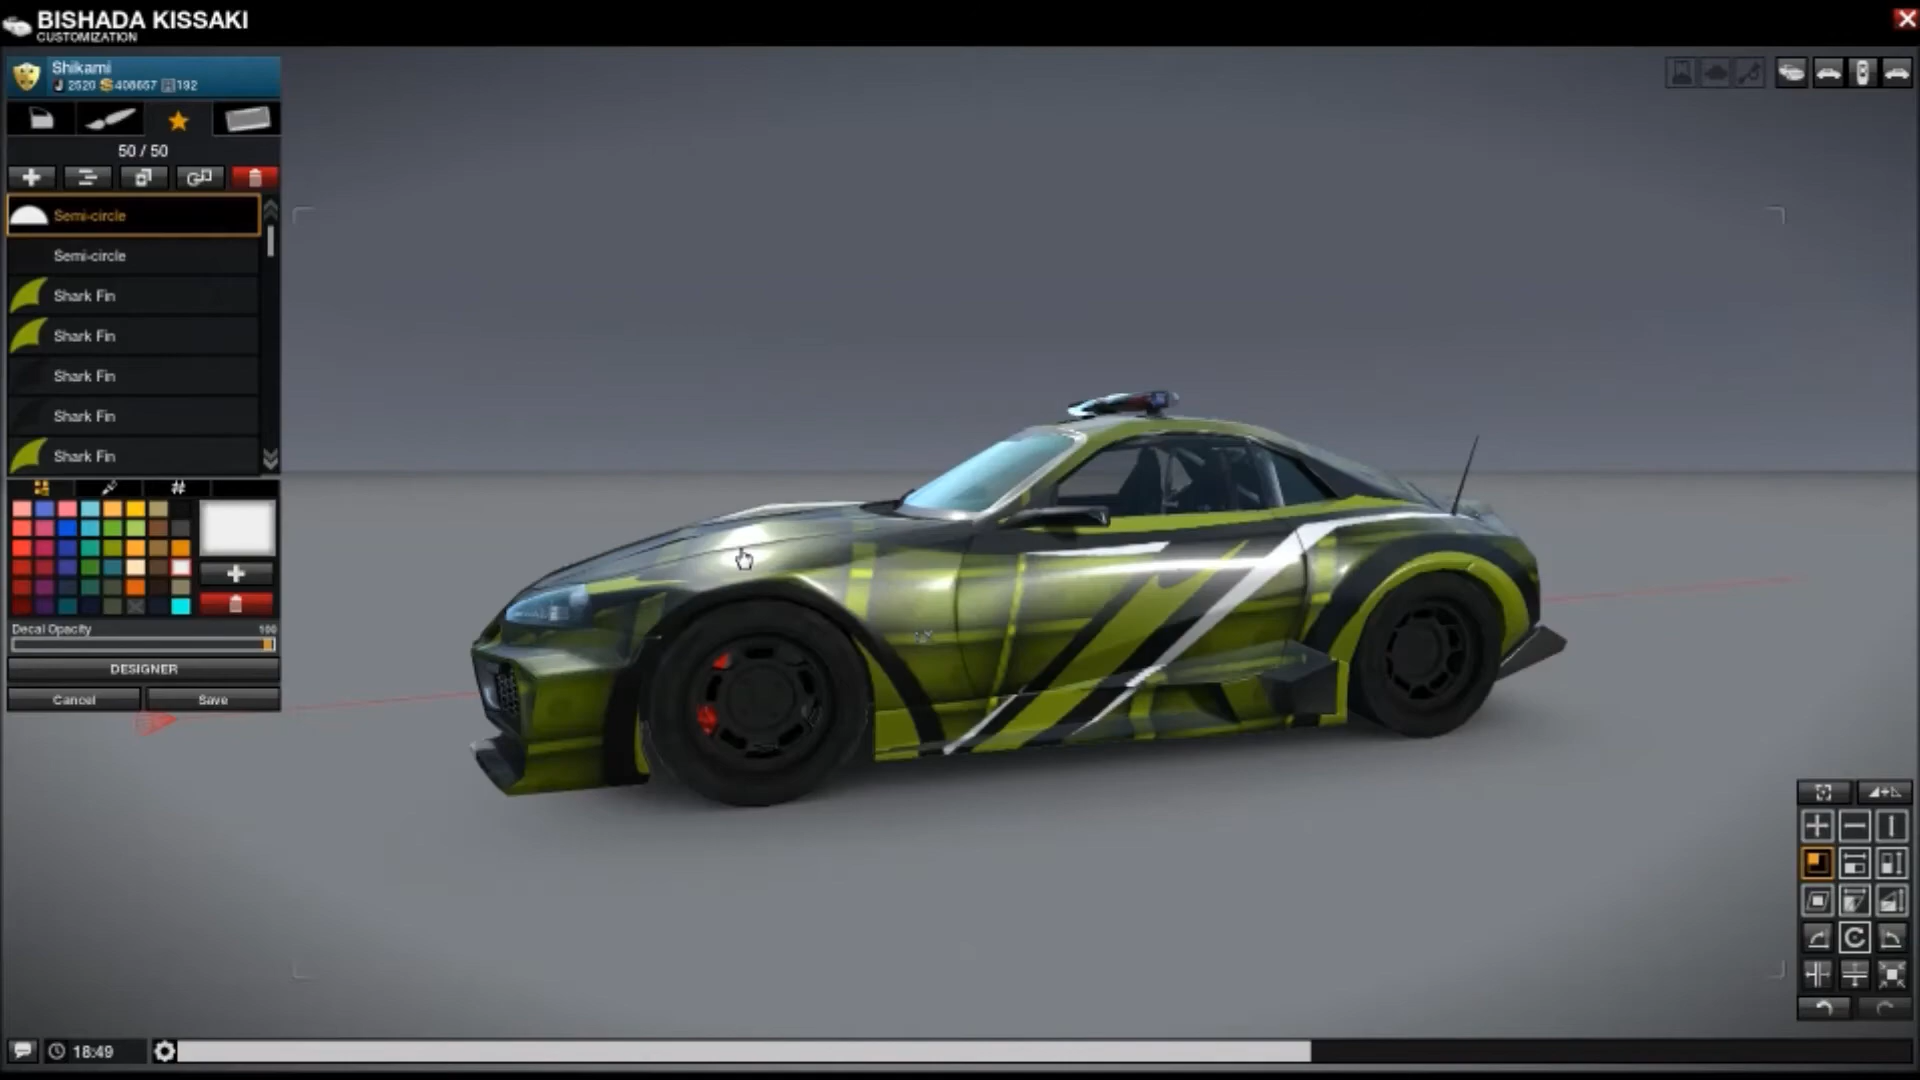 BISHADA KISSAKI
CUSTOMIZATION
Shikami
2520 $408657 192
50 / 50
Semi-circle
Semi-circle
Shark Fin
Shark Fin
Shark Fin
Shark Fin
Shark Fin
#
Decal Opacity 100
DESIGNER
Cancel Save
18:49